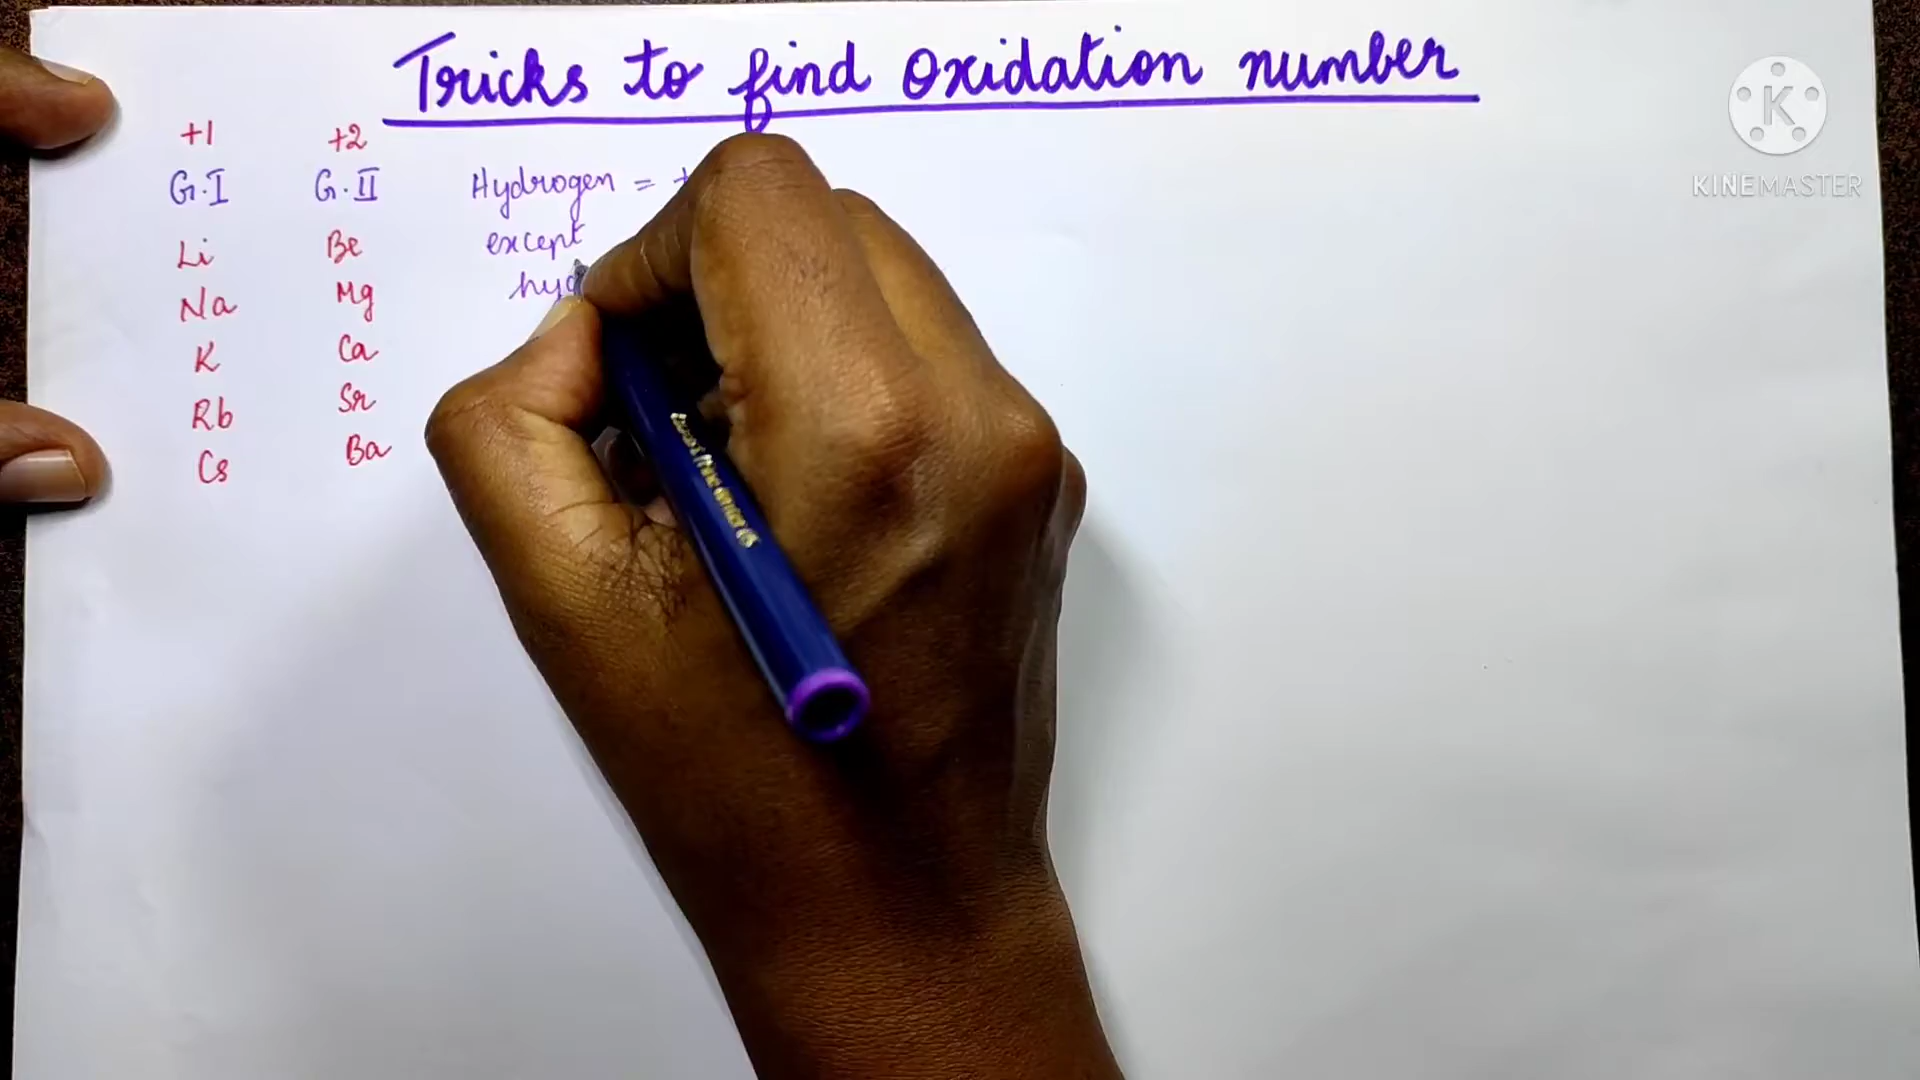 Tricks to find Oxidation number
+1 +2
G.I G.II Hydrogen = +
Li Be except
Na Mg hyd
K Ca
Rb Sr
Cs Ba
KINEMASTER